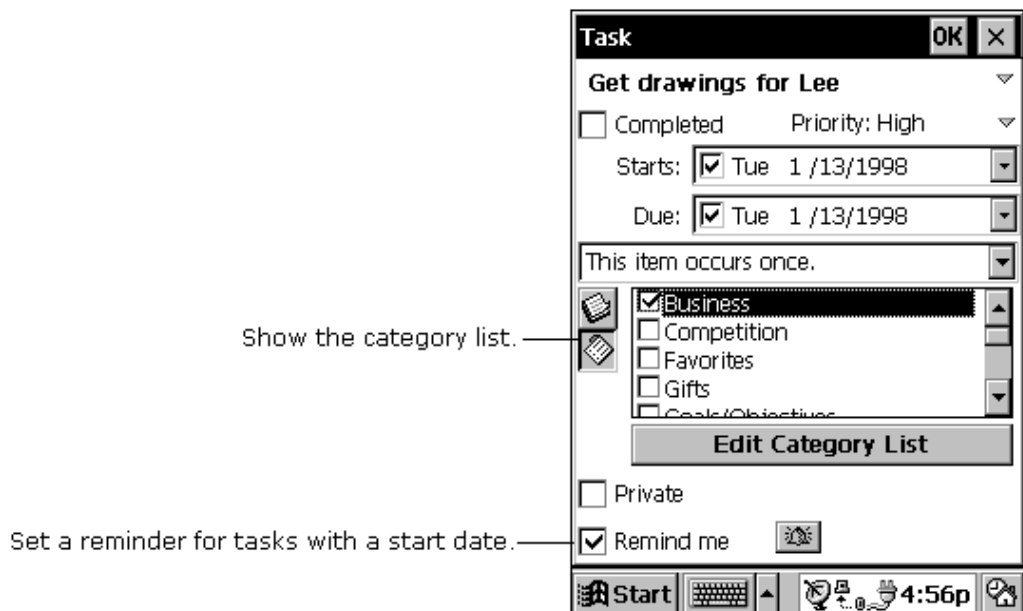 Task OK
Get drawings for Lee
Completed Priority: High
Starts: Tue 1 /13/1998
Due: Tue 1 /13/1998
This item occurs once.
Business
Show the category list.
Competition
Favorites
Gifts
Goals/Objectives
Edit Category List
Private
Set a reminder for tasks with a start date.
Remind me
Start 4:56p